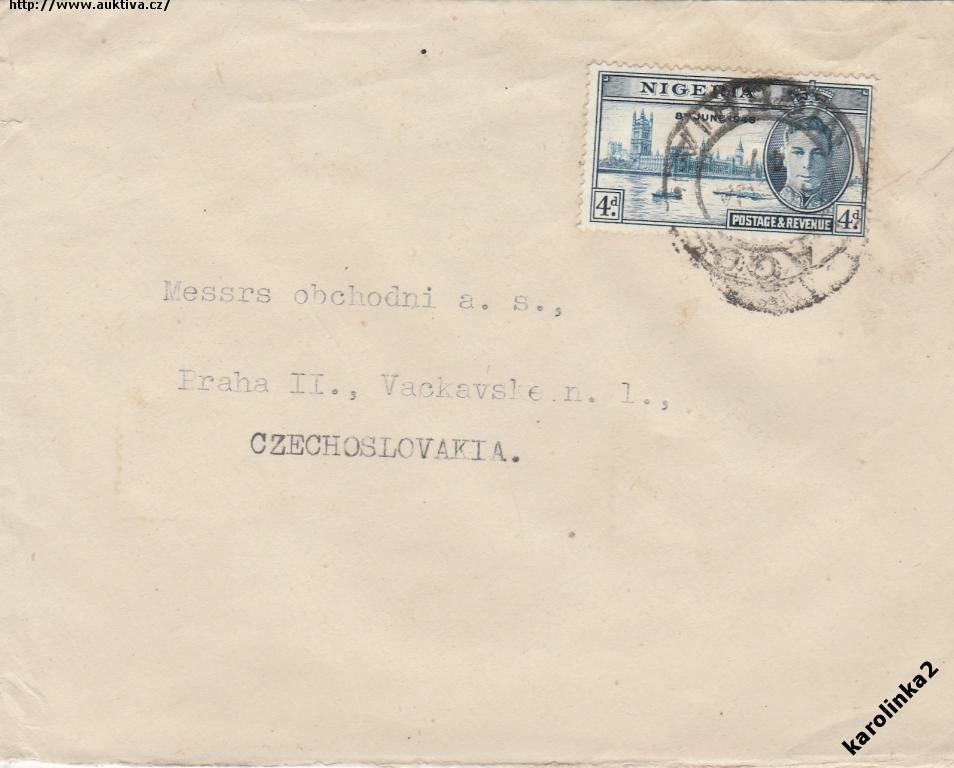 http://www.auktiva.cz/
NIGERIA
8TH JUNE 1946
4d.
POSTAGE & REVENUE
4d.
Messrs obchodni a. s.,
Praha II., Vackavske.n. 1.,
CZECHOSLOVAKIA.
karolinka2